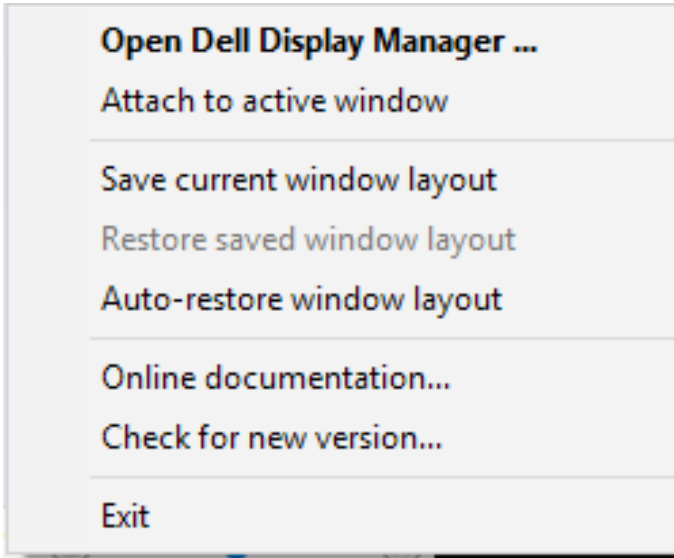 Open Dell Display Manager ...
Attach to active window
Save current window layout
Restore saved window layout
Auto-restore window layout
Online documentation...
Check for new version...
Exit